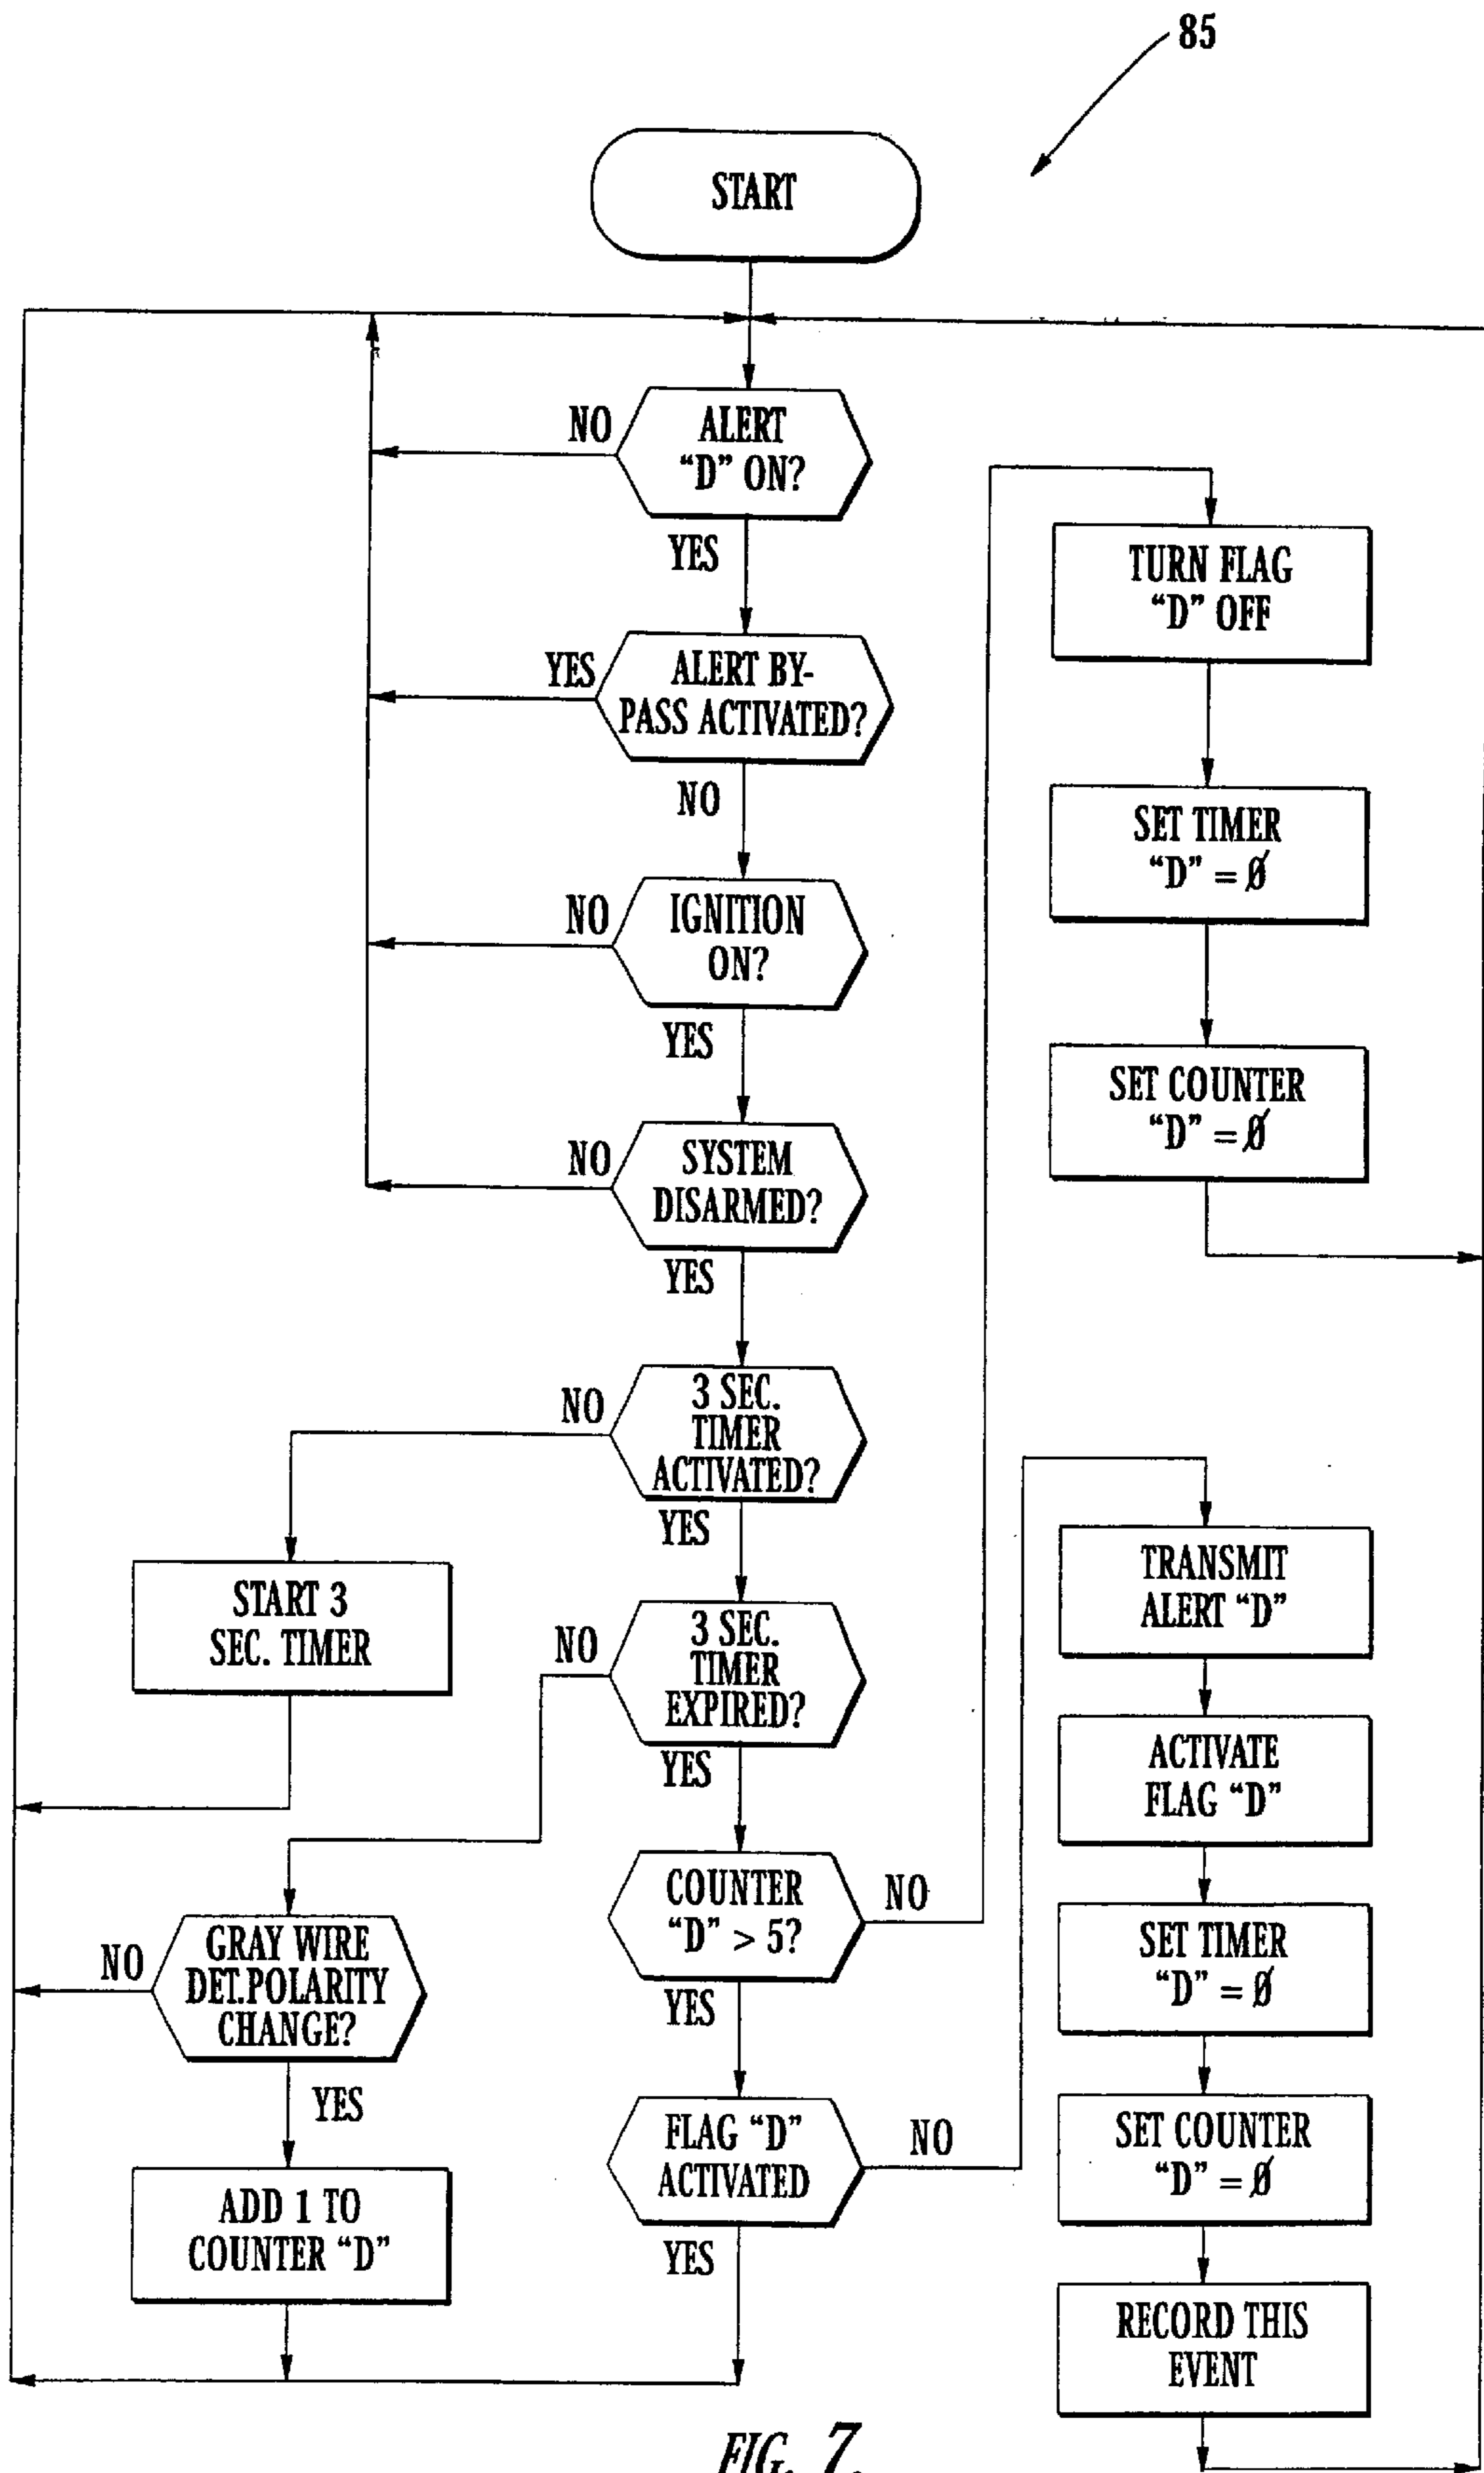 85
START
NO
ALERT
“D” ON?
YES
YES
ALERT BY-
PASS ACTIVATED?
NO
NO
IGNITION
ON?
YES
NO
SYSTEM
DISARMED?
YES
NO
3 SEC.
TIMER
ACTIVATED?
YES
START 3
SEC. TIMER
NO
3 SEC.
TIMER
EXPIRED?
YES
COUNTER
“D” > 5?
NO
YES
NO
GRAY WIRE
DET.POLARITY
CHANGE?
YES
ADD 1 TO
COUNTER “D”
FLAG “D”
ACTIVATED
NO
YES
TURN FLAG
“D” OFF
SET TIMER
“D” = Ø
SET COUNTER
“D” = Ø
TRANSMIT
ALERT “D”
ACTIVATE
FLAG “D”
SET TIMER
“D” = Ø
SET COUNTER
“D” = Ø
RECORD THIS
EVENT
FIG. 7.